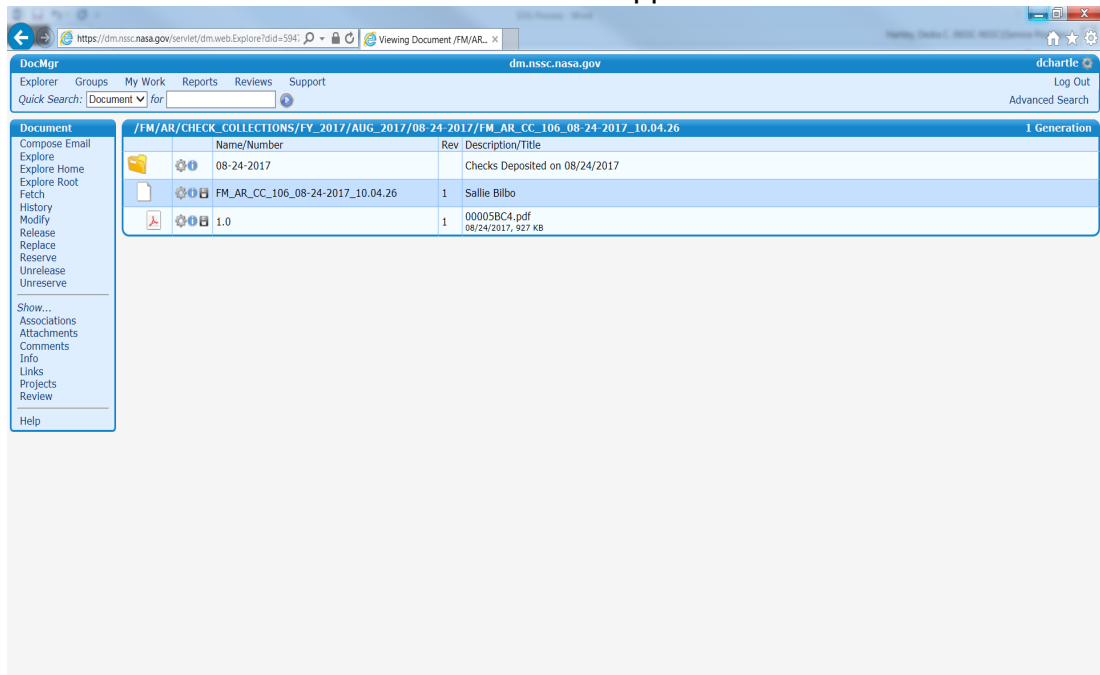 https://dm.nssc.nasa.gov/servlet/dm.web.Explore?did=594
Viewing Document /FM/AR...
DocMgr dm.nssc.nasa.gov dchartle
Explorer Groups My Work Reports Reviews Support Log Out
Quick Search: Document for Advanced Search
Document
Compose Email
Explore
Explore Home
Explore Root
Fetch
History
Modify
Release
Replace
Reserve
Unrelease
Unreserve
Show...
Associations
Attachments
Comments
Info
Links
Projects
Review
Help
/FM/AR/CHECK_COLLECTIONS/FY_2017/AUG_2017/08-24-2017/FM_AR_CC_106_08-24-2017_10.04.26 1 Generation
Name/Number Rev Description/Title
08-24-2017 Checks Deposited on 08/24/2017
FM_AR_CC_106_08-24-2017_10.04.26 1 Sallie Bilbo
1.0 1 00005BC4.pdf
08/24/2017, 927 KB